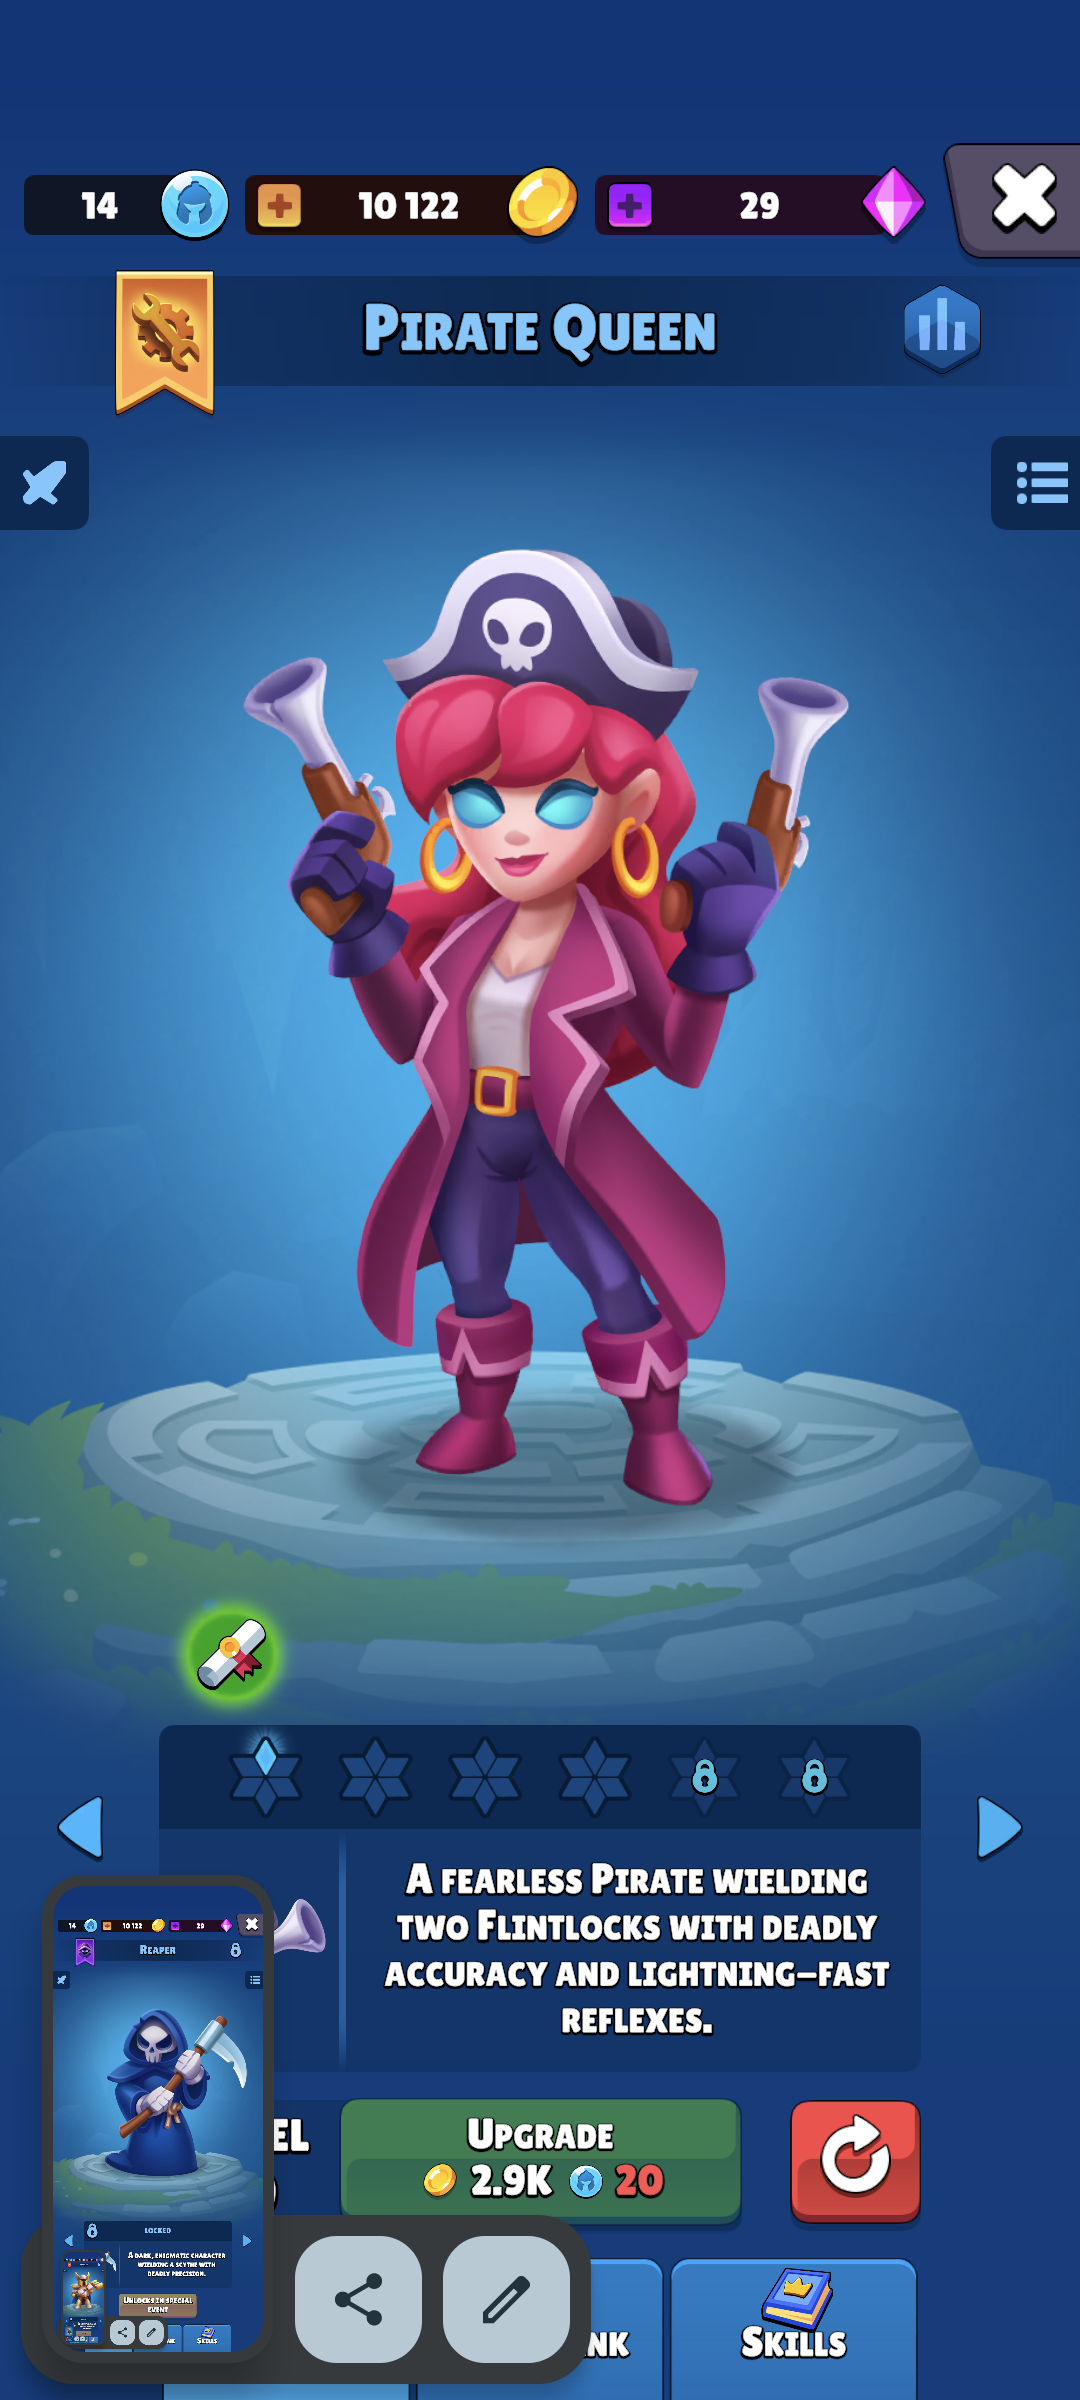 14
10 122
29
PIRATE QUEEN
A FEARLESS PIRATE WIELDING
TWO FLINTLOCKS WITH DEADLY
ACCURACY AND LIGHTNING-FAST
REFLEXES.
EL
UPGRADE
2.9K 20
NK
SKILLS
14
10 122
29
REAPER
LOCKED
A DARK, ENIGMATIC CHARACTER
WIELDING A SCYTHE WITH
DEADLY PRECISION.
UNLOCKS IN SPECIAL
EVENT
NK
SKILLS